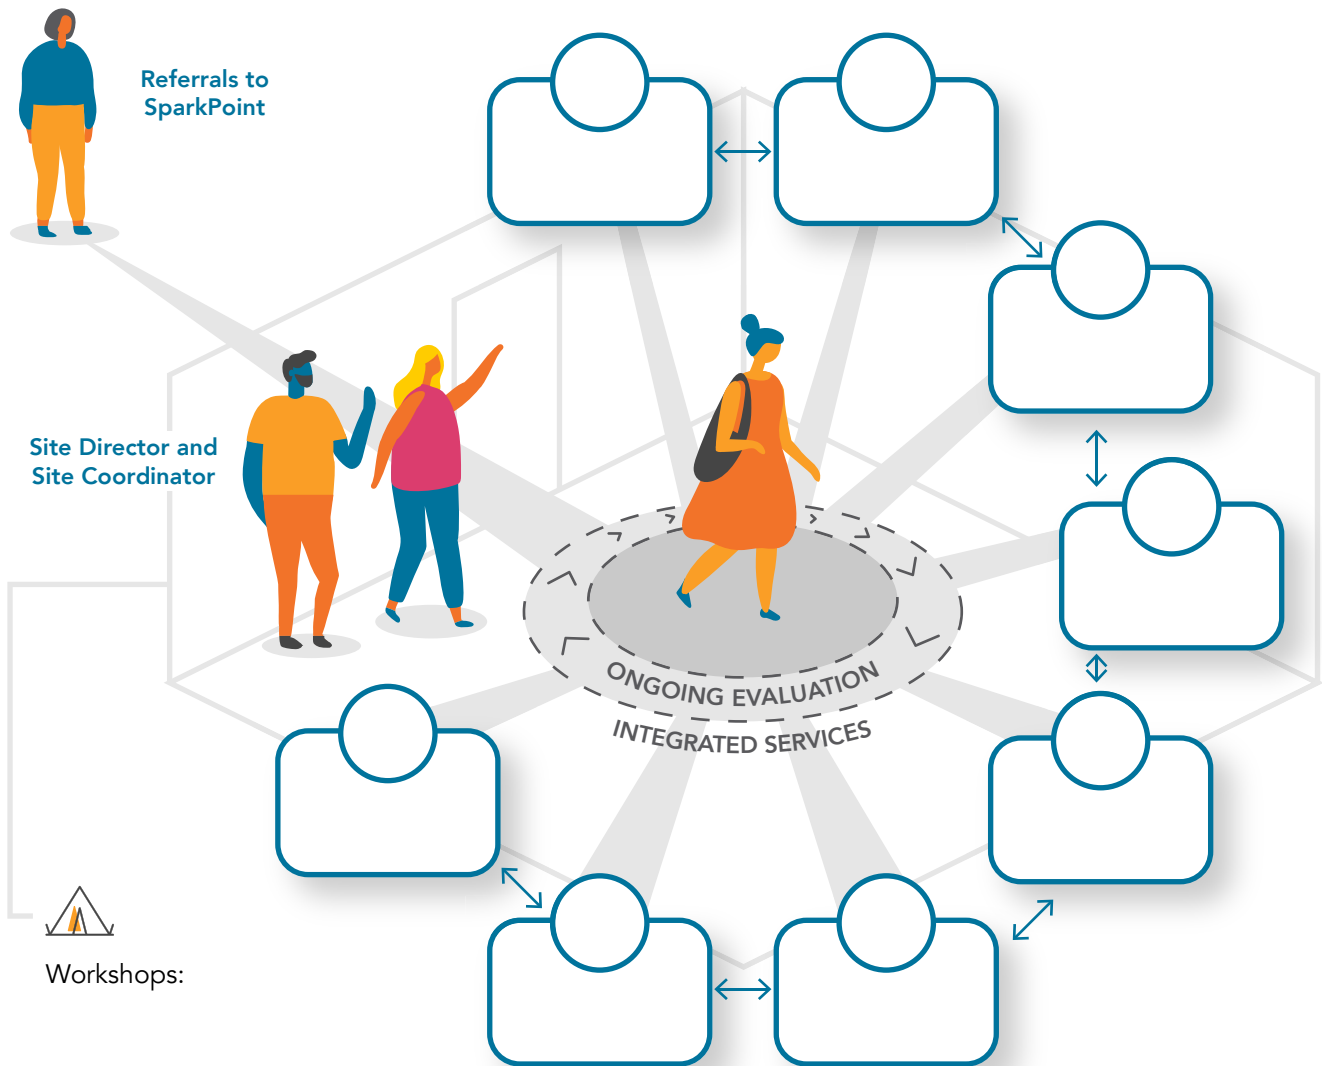 Referrals to
SparkPoint
Site Director and
Site Coordinator
ONGOING EVALUATION
INTEGRATED SERVICES
Workshops: